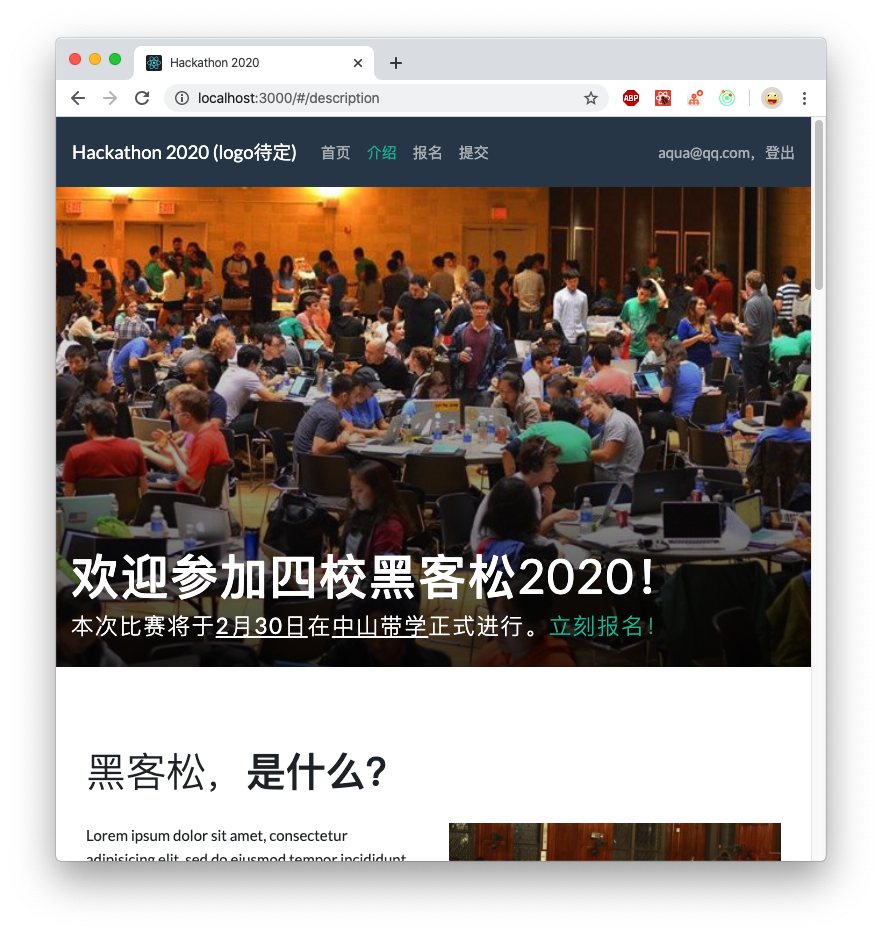 Hackathon 2020
localhost:3000/#/description
ABP
Hackathon 2020 (logo待定) 首页 介绍 报名 提交 aqua@qq.com，登出
欢迎参加四校黑客松2020！
本次比赛将于2月30日在中山带学正式进行。立刻报名！
黑客松，是什么？
Lorem ipsum dolor sit amet, consectetur
adipisicing elit, sed do eiusmod tempor incididunt